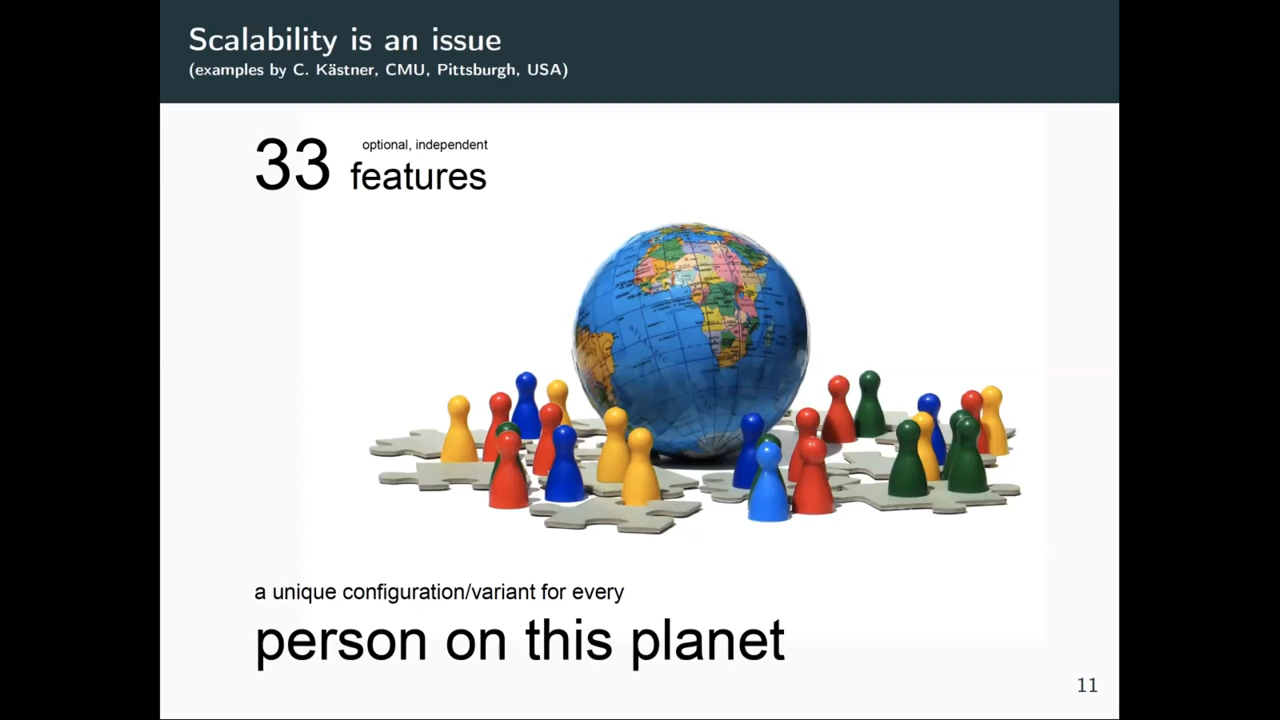 Scalability is an issue
(examples by C. Kästner, CMU, Pittsburgh, USA)
33
optional, independent
features
a unique configuration/variant for every
person on this planet
11